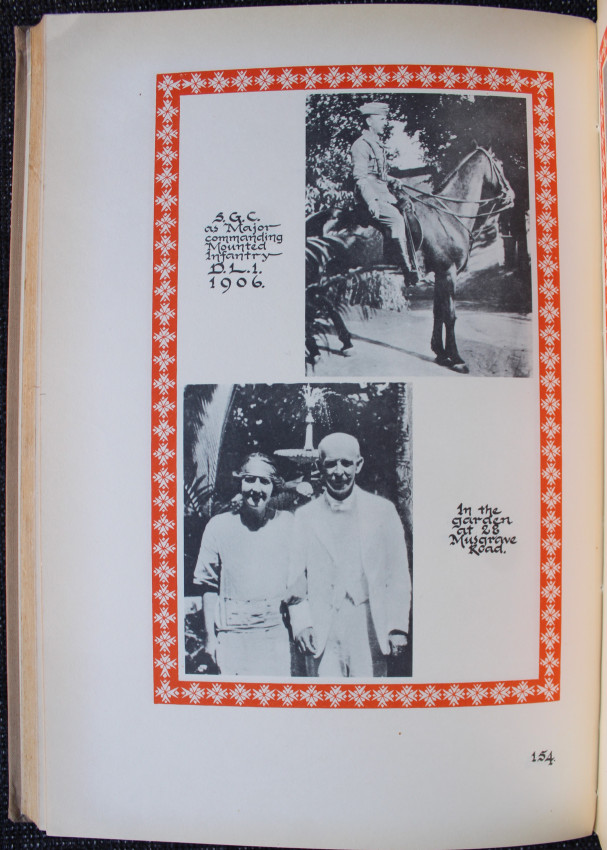 S.G.C.
as Major
commanding
Mounted
Infantry
D.L.I.
1906.
In the
garden
at 28
Musgrave
Road.
154.